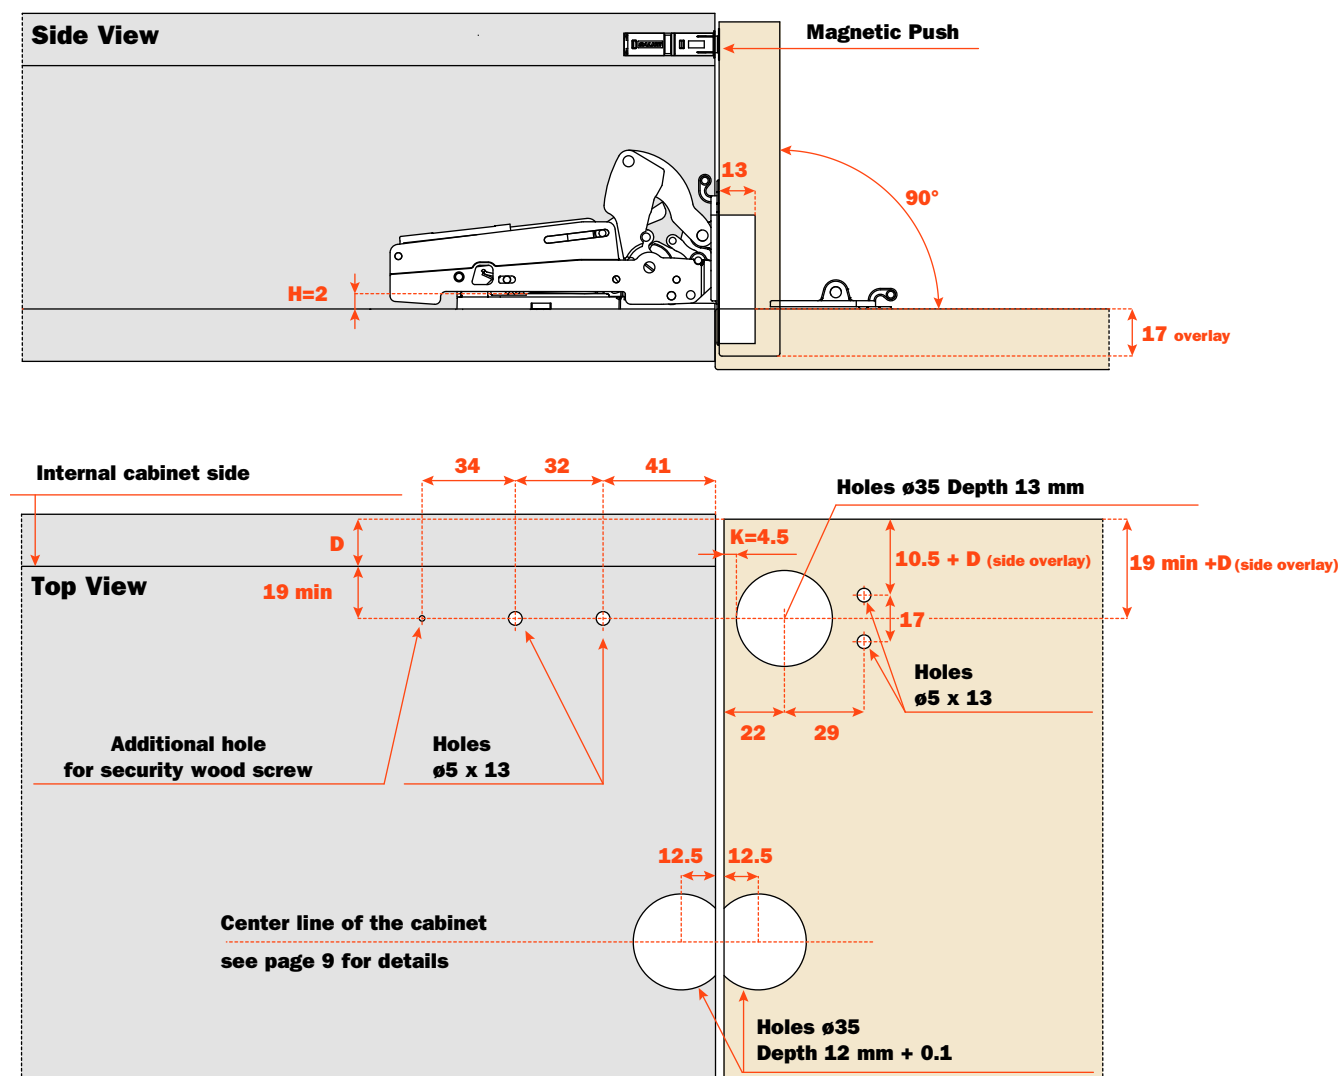 Side View
Magnetic Push
13
90°
H=2
17 overlay
Internal cabinet side
34
32
41
Holes ø35 Depth 13 mm
D
K=4.5
10.5 + D (side overlay)
19 min +D (side overlay)
Top View
19 min
17
Holes
ø5 x 13
22
29
Additional hole
for security wood screw
Holes
ø5 x 13
12.5
12.5
Center line of the cabinet
see page 9 for details
Holes ø35
Depth 12 mm + 0.1